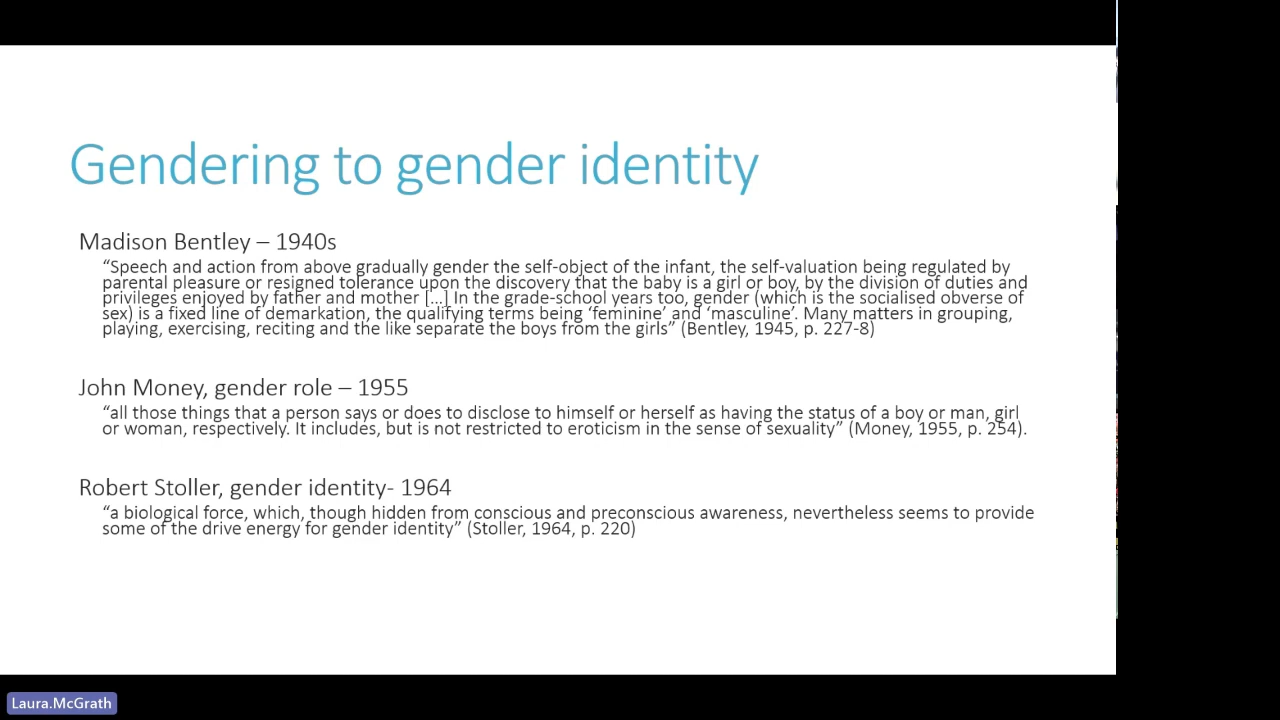 Gendering to gender identity
Madison Bentley – 1940s
“Speech and action from above gradually gender the self-object of the infant, the self-valuation being regulated by
parental pleasure or resigned tolerance upon the discovery that the baby is a girl or boy, by the division of duties and
privileges enjoyed by father and mother […] In the grade-school years too, gender (which is the socialised obverse of
sex) is a fixed line of demarkation, the qualifying terms being ‘feminine’ and ‘masculine’. Many matters in grouping,
playing, exercising, reciting and the like separate the boys from the girls” (Bentley, 1945, p. 227-8)
John Money, gender role – 1955
“all those things that a person says or does to disclose to himself or herself as having the status of a boy or man, girl
or woman, respectively. It includes, but is not restricted to eroticism in the sense of sexuality” (Money, 1955, p. 254).
Robert Stoller, gender identity- 1964
“a biological force, which, though hidden from conscious and preconscious awareness, nevertheless seems to provide
some of the drive energy for gender identity” (Stoller, 1964, p. 220)
Laura.McGrath